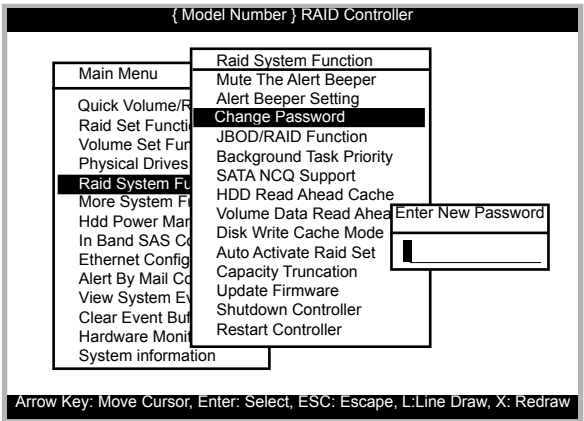 { Model Number } RAID Controller
Main Menu
Quick Volume/R
Raid Set Functi
Volume Set Fun
Physical Drives
Raid System Fu
More System Fu
Hdd Power Man
In Band SAS Co
Ethernet Config
Alert By Mail Co
View System Ev
Clear Event Buf
Hardware Monit
System information
Raid System Function
Mute The Alert Beeper
Alert Beeper Setting
Change Password
JBOD/RAID Function
Background Task Priority
SATA NCQ Support
HDD Read Ahead Cache
Volume Data Read Ahea
Disk Write Cache Mode
Auto Activate Raid Set
Capacity Truncation
Update Firmware
Shutdown Controller
Restart Controller
Enter New Password
Arrow Key: Move Cursor, Enter: Select, ESC: Escape, L:Line Draw, X: Redraw